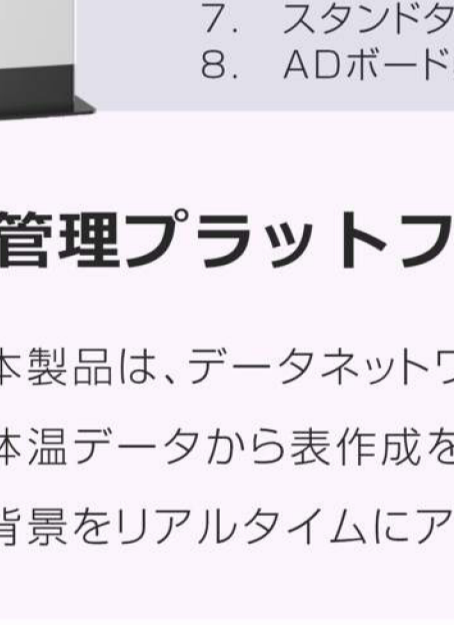 7. スタンドタ
8. ADボード
管理プラットフ
本製品は、データネットワ
体温データから表作成を
背景をリアルタイムにア